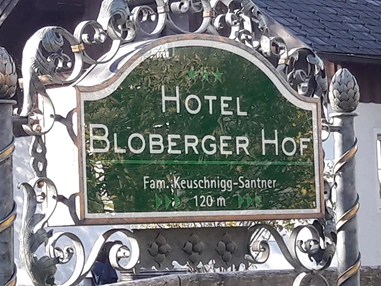 HOTEL
BLOBERGER HOF
Fam. Keuschnigg-Santner
120 m